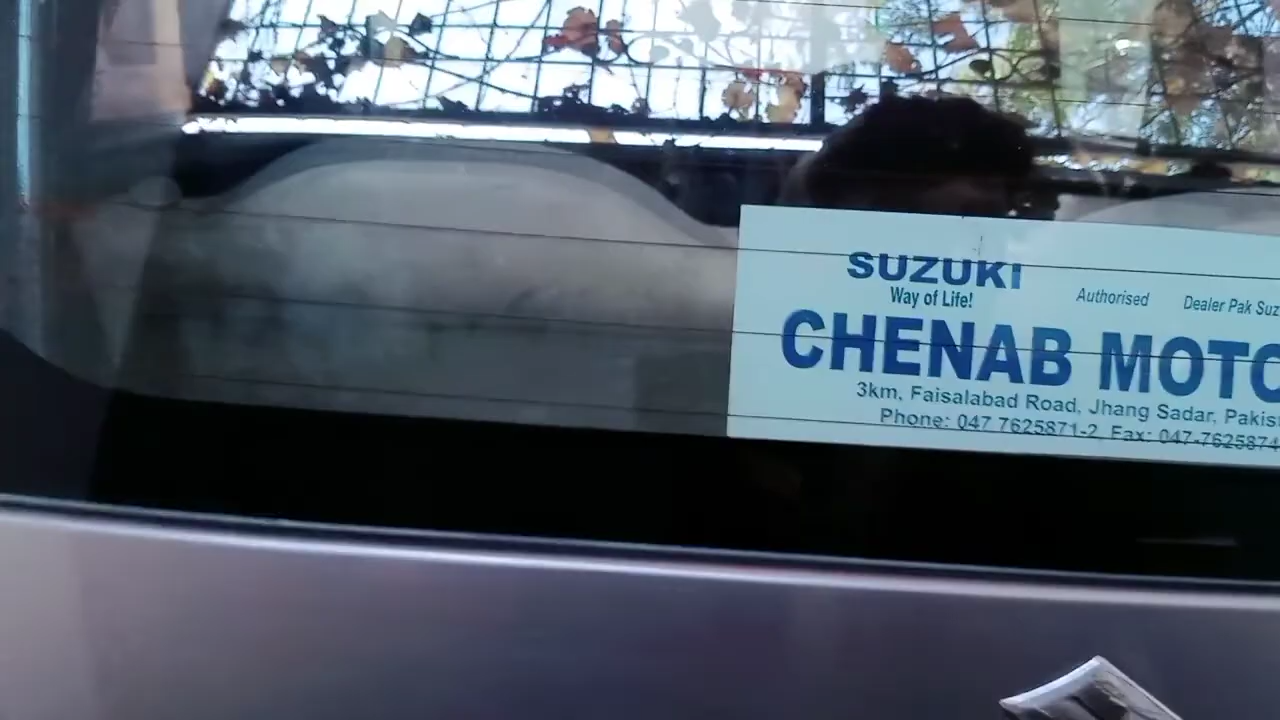 SUZUKI
Way of Life!
Authorised Dealer Pak Suz
CHENAB MOTO
3km, Faisalabad Road, Jhang Sadar, Pakist
Phone: 047 7625871-2, Fax: 047-7625874